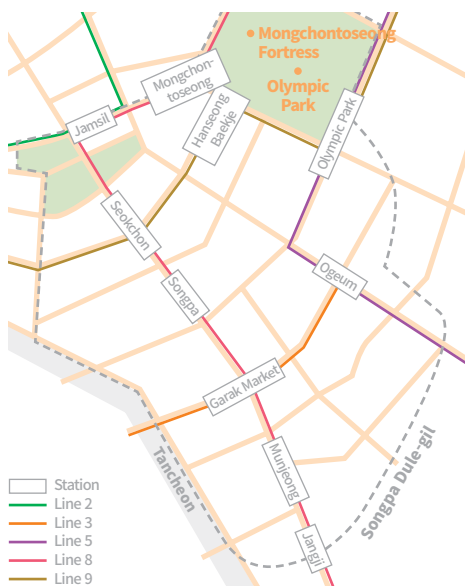 Mongchontoseong
Fortress
Olympic
Park
Mongchon-
toseong
Jamsil
Hanseong
Baekje
Olympic Park
Seokchon
Songpa
Ogeum
Garak Market
Munjeong
Jangji
Tancheon
Songpa Dule-gil
Station
Line 2
Line 3
Line 5
Line 8
Line 9